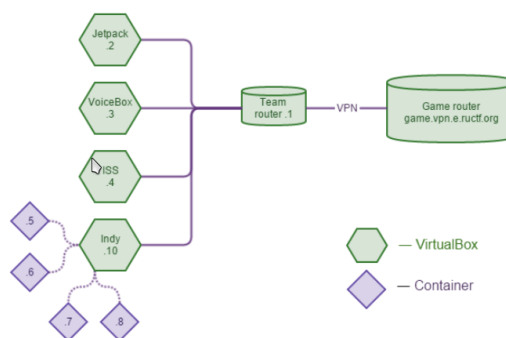 Jetpack
.2
VoiceBox
.3
ISS
.4
Indy
.10
.5
.6
.7
.8
Team
router .1
VPN
Game router
game.vpn.e.ructf.org
— VirtualBox
— Container